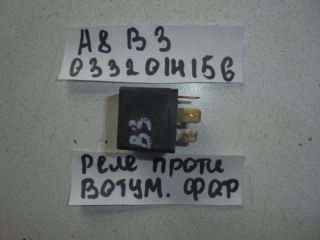 A8 B3
0332014156
B3
Реле проти
Вотум. фар